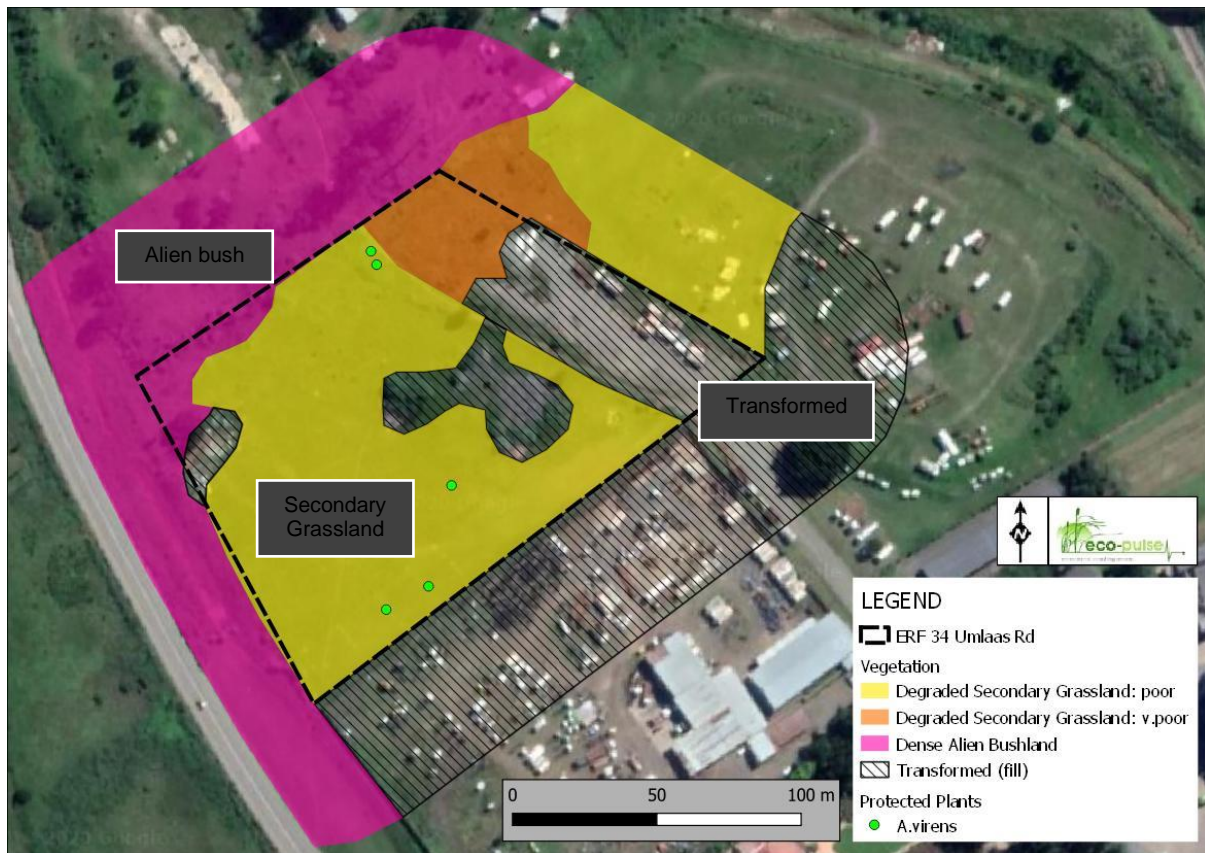 Alien bush
Transformed
Secondary
Grassland
N
eco-pulse
0 50 100 m
LEGEND
ERF 34 Umlaas Rd
Vegetation
Degraded Secondary Grassland: poor
Degraded Secondary Grassland: v.poor
Dense Alien Bushland
Transformed (fill)
Protected Plants
A.virens